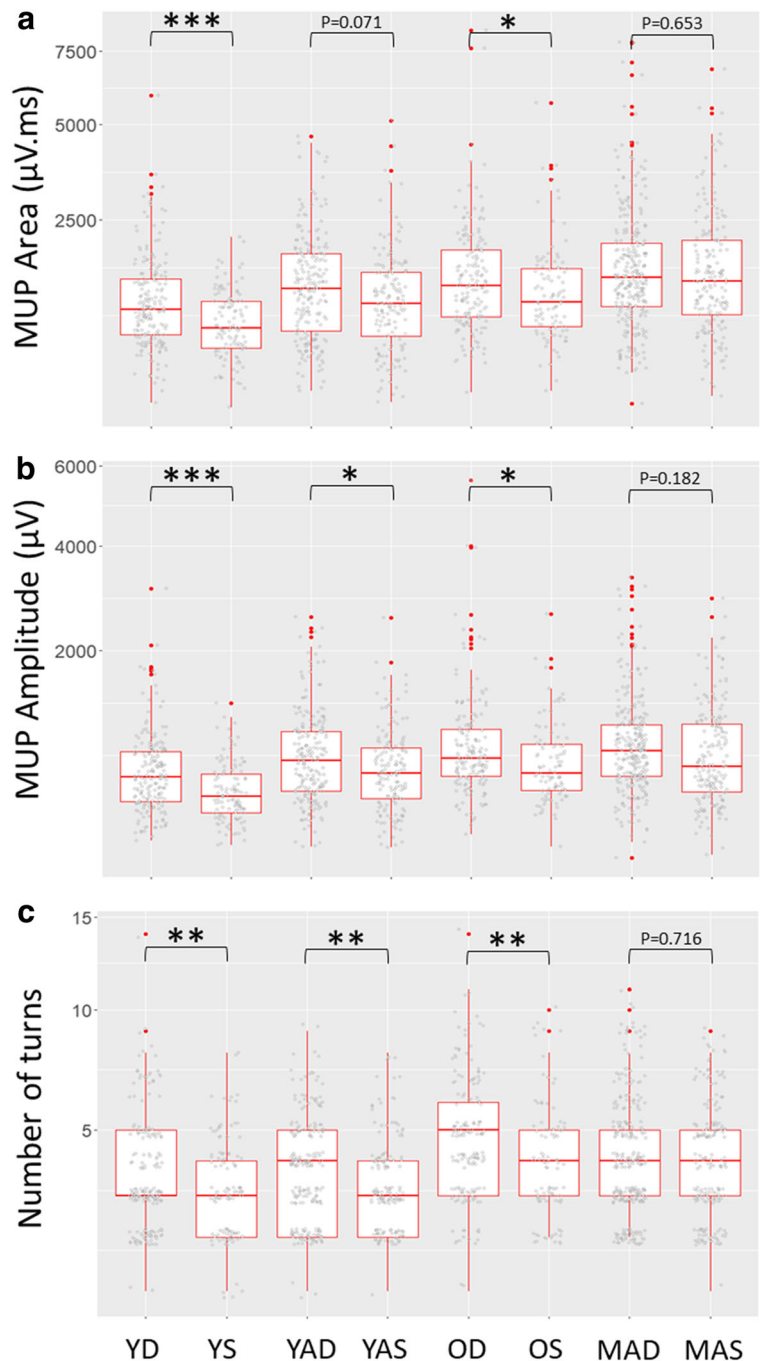 a
*** P=0.071 * P=0.653
7500
5000
2500
MUP Area (µV.ms)
b
*** * * P=0.182
6000
4000
2000
MUP Amplitude (µV)
c
** ** ** P=0.716
15
10
5
Number of turns
YD YS YAD YAS OD OS MAD MAS